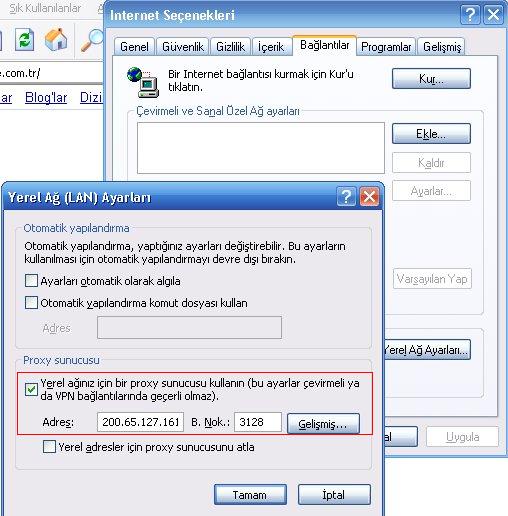 Sık Kullanılanlar
Araçlar
e.com.tr/
ar Blog'lar Dizi
Internet Seçenekleri
Genel Güvenlik Gizlilik İçerik Bağlantılar Programlar Gelişmiş
Bir Internet bağlantısı kurmak için Kur'u
tıklatın.
Kur...
Çevirmeli ve Sanal Üzel Ağ ayarları
Ekle...
Kaldır
Ayarlar...
Varsayılan Yap
Yerel Ağ Ayarları...
al Uygula
Yerel Ağ (LAN) Ayarları
Otomatik yapılandırma
Otomatik yapılandırma, yaptığınız ayarları değiştirebilir. Bu ayarların
kullanılması için otomatik yapılandırmayı devre dışı bırakın.
Ayarları otomatik olarak algıla
Otomatik yapılandırma komut dosyası kullan
Adres
Proxy sunucusu
Yerel ağınız için bir proxy sunucusu kullanın (bu ayarlar çevirmeli ya
da VPN bağlantılarında geçerli olmaz).
Adres: 200.65.127.161 B. Nok.: 3128 Gelişmiş...
Yerel adresler için proxy sunucusunu atla
Tamam İptal